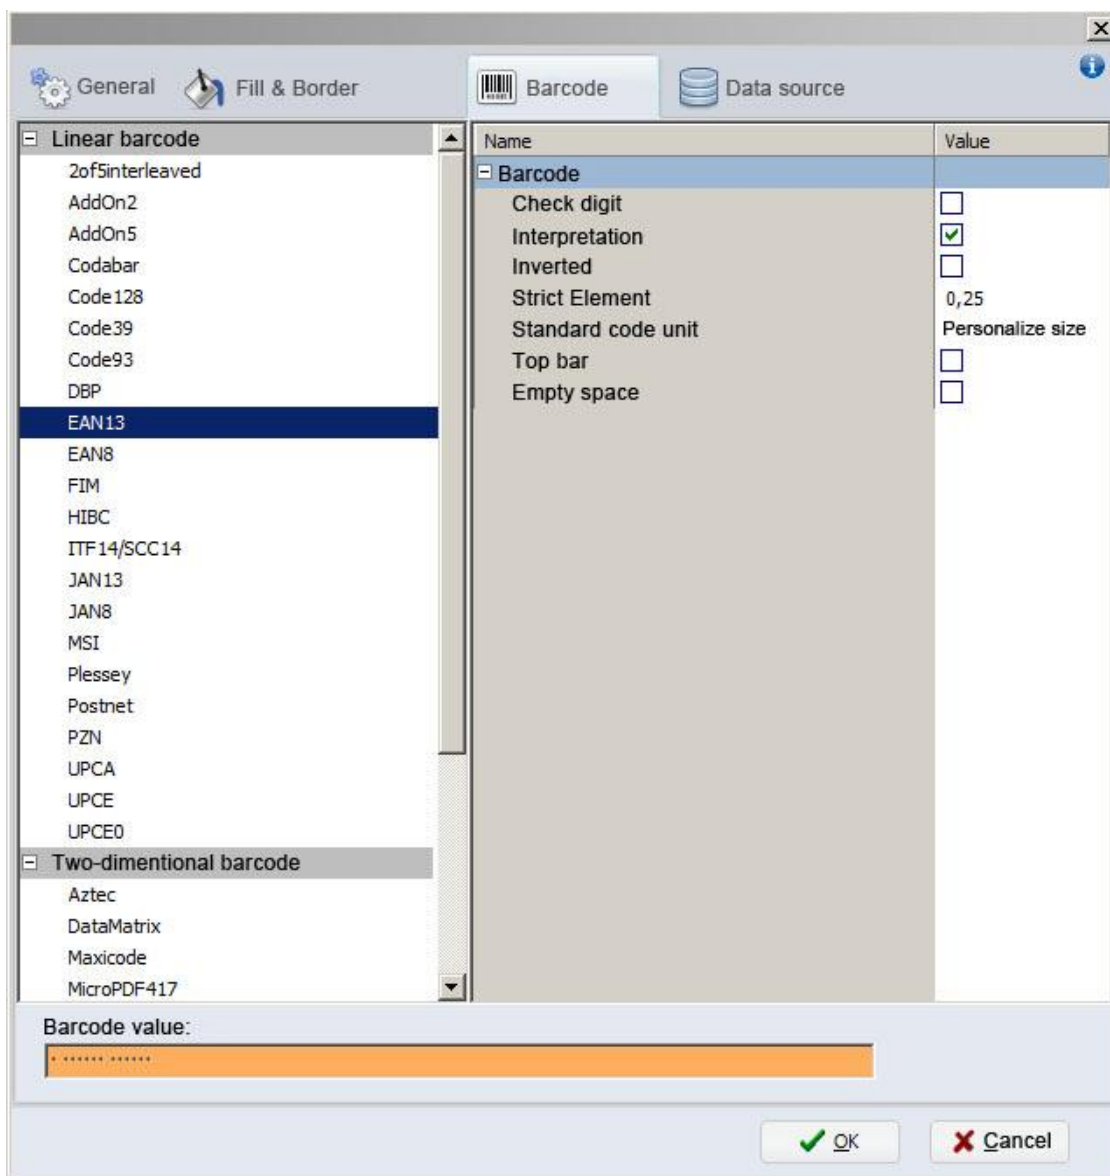 General
Fill & Border
Barcode
Data source
Linear barcode
2of5interleaved
AddOn2
AddOn5
Codabar
Code128
Code39
Code93
DBP
EAN13
EAN8
FIM
HIBC
ITF14/SCC14
JAN13
JAN8
MSI
Plessey
Postnet
PZN
UPCA
UPCE
UPCE0
Two-dimentional barcode
Aztec
DataMatrix
Maxicode
MicroPDF417
Name Value
Barcode
Check digit
Interpretation
Inverted
Strict Element 0,25
Standard code unit Personalize size
Top bar
Empty space
Barcode value:
OK
Cancel